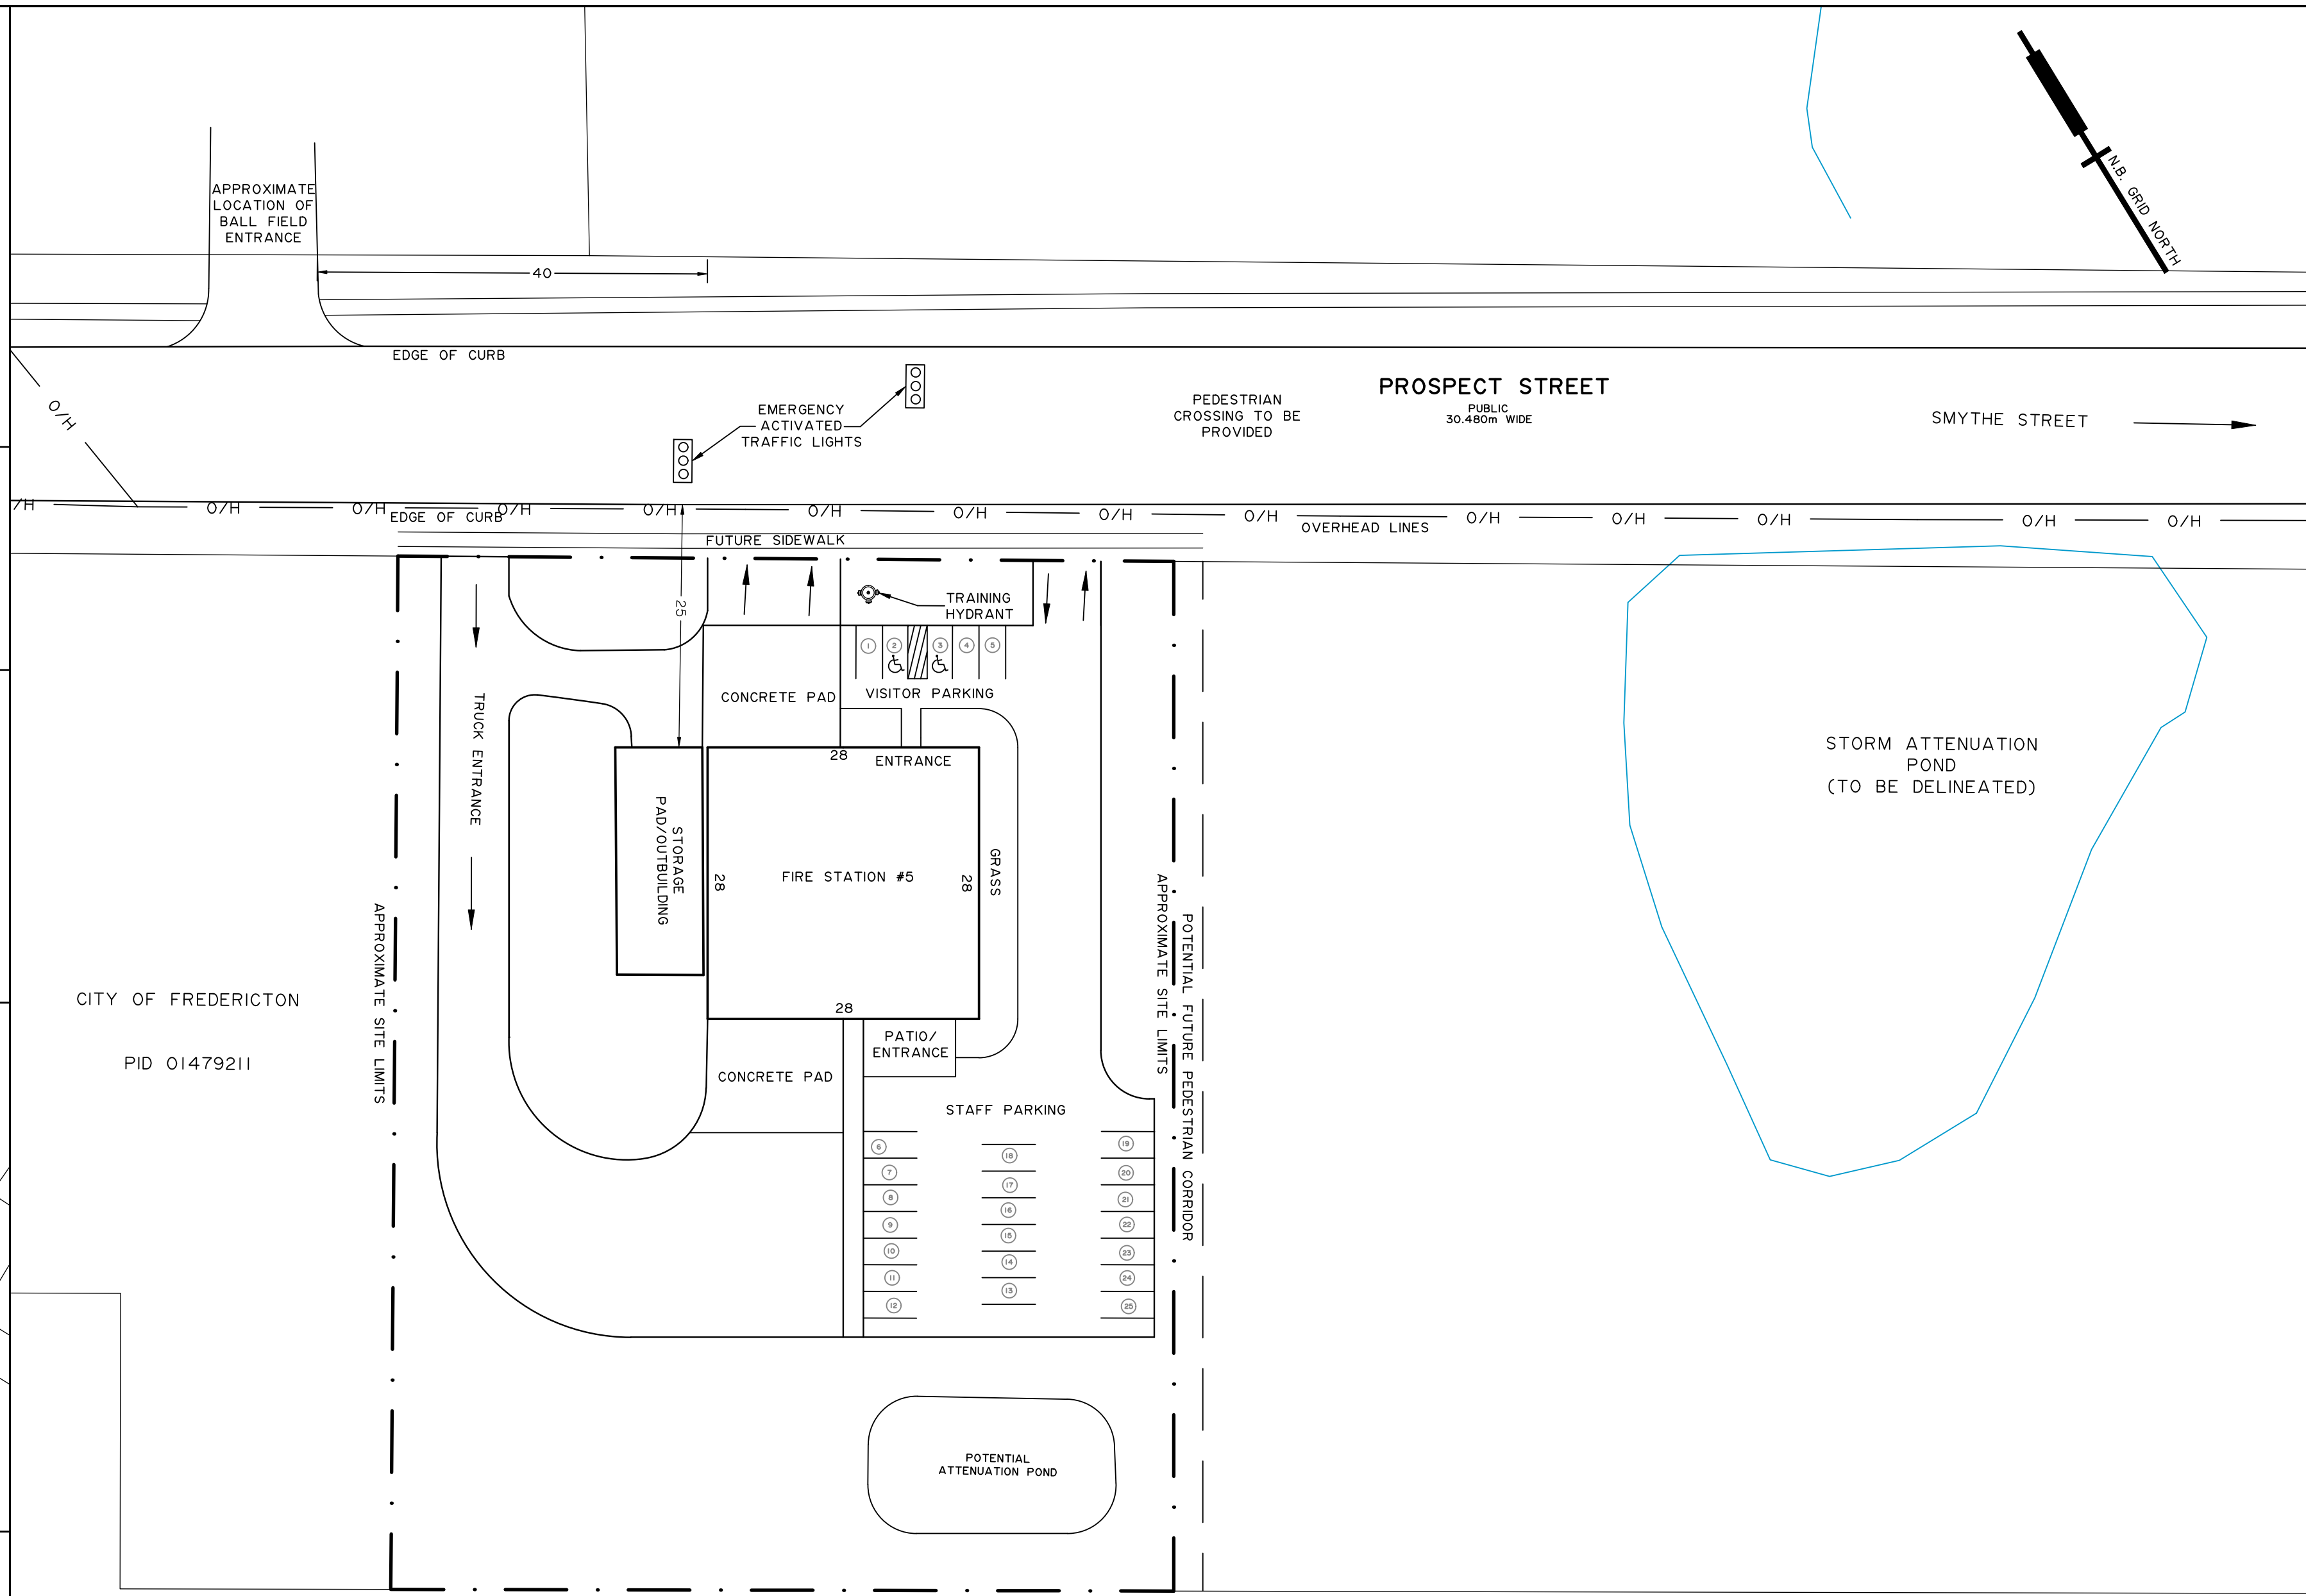 APPROXIMATE
LOCATION OF
BALL FIELD
ENTRANCE
N.B. GRID NORTH
40
EDGE OF CURB
O/H
EMERGENCY
ACTIVATED
TRAFFIC LIGHTS
PEDESTRIAN
CROSSING TO BE
PROVIDED
PROSPECT STREET
PUBLIC
30.480m WIDE
SMYTHE STREET
/H O/H O/H O/H O/H O/H O/H O/H O/H O/H O/H O/H O/H O/H
EDGE OF CURB
OVERHEAD LINES
FUTURE SIDEWALK
25
TRAINING
HYDRANT
1 2 3 4 5
CONCRETE PAD
VISITOR PARKING
TRUCK ENTRANCE
28
ENTRANCE
STORAGE
PAD/OUTBUILDING
28
FIRE STATION #5
28
GRASS
28
STORM ATTENUATION
POND
(TO BE DELINEATED)
APPROXIMATE SITE LIMITS
APPROXIMATE SITE LIMITS
POTENTIAL FUTURE PEDESTRIAN CORRIDOR
CITY OF FREDERICTON
PID 01479211
PATIO/
ENTRANCE
CONCRETE PAD
STAFF PARKING
6 18 19
7 17 20
8 16 21
9 15 22
10 14 23
11 13 24
12 25
POTENTIAL
ATTENUATION POND